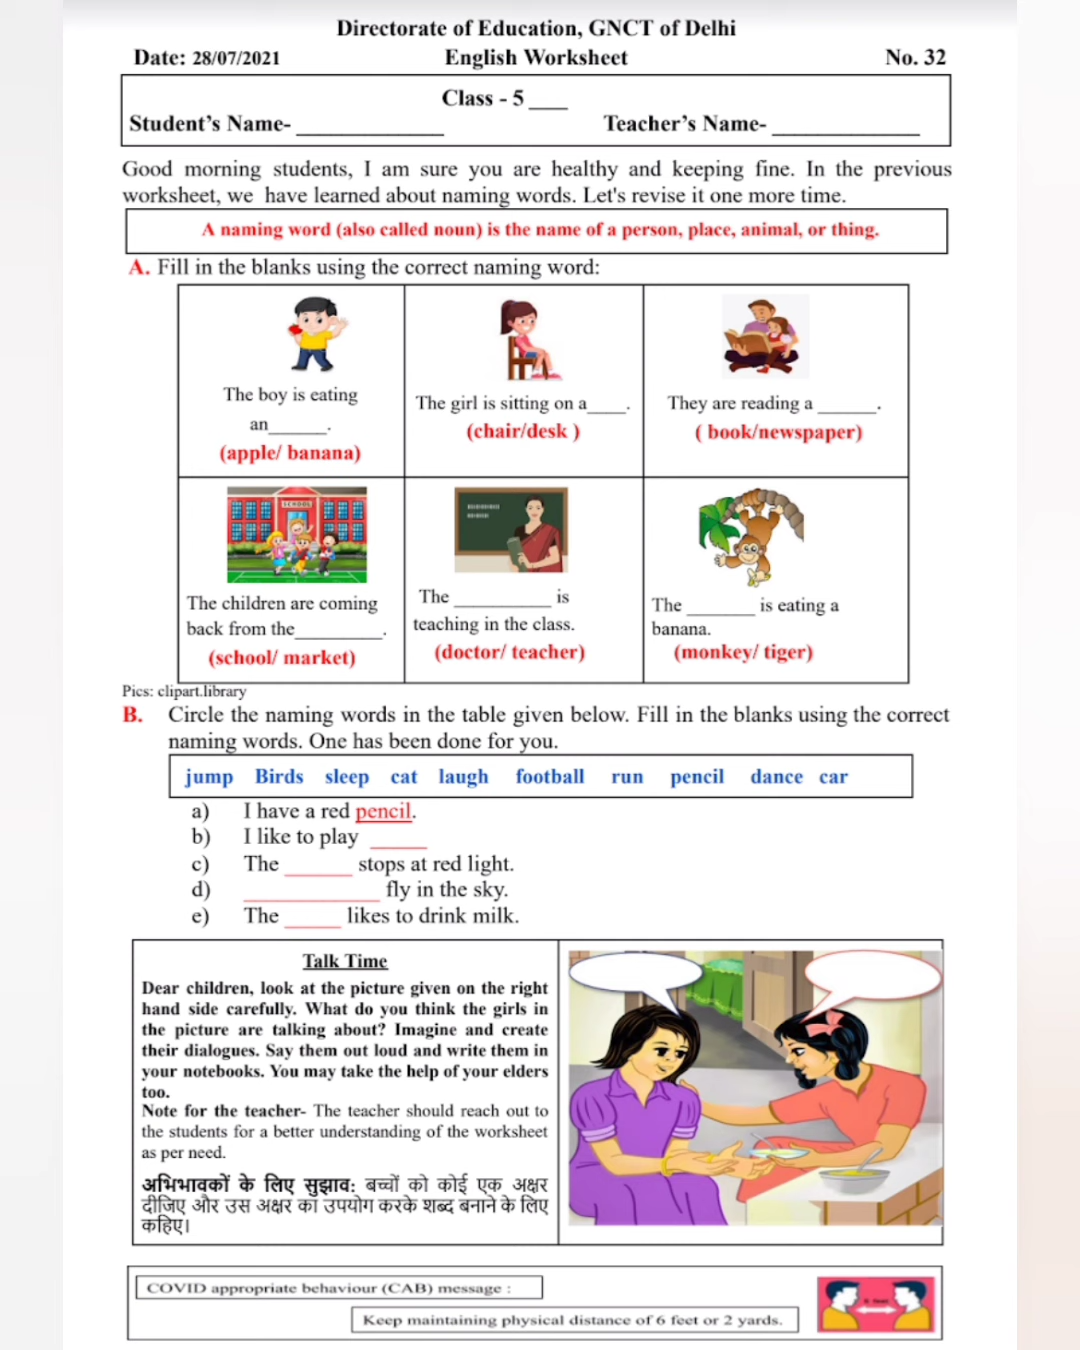 Directorate of Education, GNCT of Delhi
Date: 28/07/2021 English Worksheet No. 32
Class - 5 ____
Student's Name- ______________ Teacher's Name- ______________
Good morning students, I am sure you are healthy and keeping fine. In the previous
worksheet, we have learned about naming words. Let's revise it one more time.
A naming word (also called noun) is the name of a person, place, animal, or thing.
A. Fill in the blanks using the correct naming word:
The boy is eating
an______.
(apple/ banana)
The girl is sitting on a____.
(chair/desk )
They are reading a ______.
( book/newspaper)
SCHOOL
The children are coming
back from the_________.
(school/ market)
The __________ is
teaching in the class.
(doctor/ teacher)
The _______ is eating a
banana.
(monkey/ tiger)
Pics: clipart.library
B. Circle the naming words in the table given below. Fill in the blanks using the correct
naming words. One has been done for you.
jump Birds sleep cat laugh football run pencil dance car
a) I have a red pencil.
b) I like to play ______
c) The _______ stops at red light.
d) ______________ fly in the sky.
e) The ______ likes to drink milk.
Talk Time
Dear children, look at the picture given on the right
hand side carefully. What do you think the girls in
the picture are talking about? Imagine and create
their dialogues. Say them out loud and write them in
your notebooks. You may take the help of your elders
too.
Note for the teacher- The teacher should reach out to
the students for a better understanding of the worksheet
as per need.
अभिभावकों के लिए सुझाव: बच्चों को कोई एक अक्षर
दीजिए और उस अक्षर का उपयोग करके शब्द बनाने के लिए
कहिए।
COVID appropriate behaviour (CAB) message :
Keep maintaining physical distance of 6 feet or 2 yards.